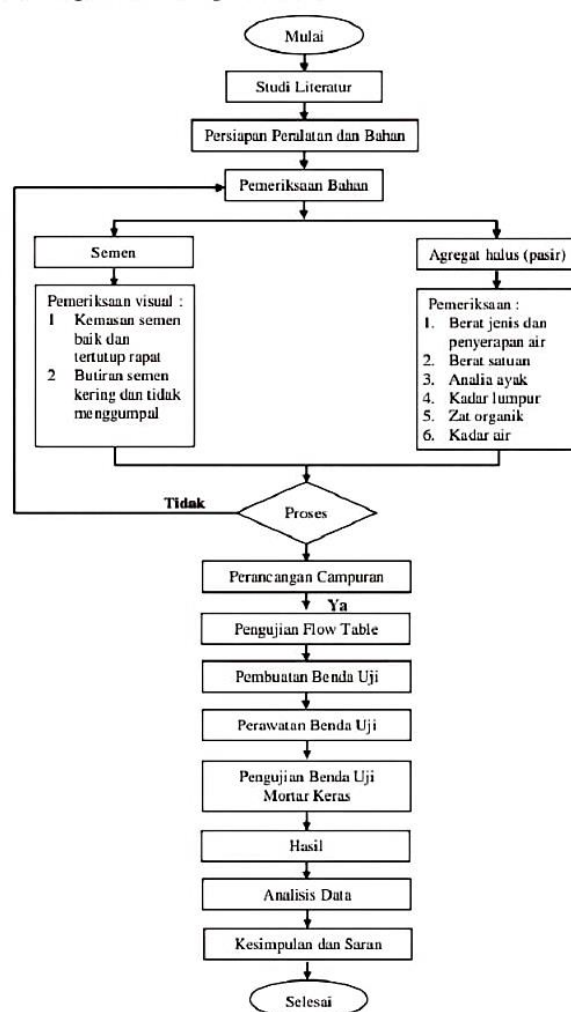 Mulai
Studi Literatur
Persiapan Peralatan dan Bahan
Pemeriksaan Bahan
Semen
Pemeriksaan visual :
1 Kemasan semen
baik dan
tertutup rapat
2 Butiran semen
kering dan tidak
menggumpal
Agregat halus (pasir)
Pemeriksaan :
1. Berat jenis dan
penyerapan air
2. Berat satuan
3. Analia ayak
4. Kadar lumpur
5. Zat organik
6. Kadar air
Tidak
Proses
Perancangan Campuran
Ya
Pengujian Flow Table
Pembuatan Benda Uji
Perawatan Benda Uji
Pengujian Benda Uji
Mortar Keras
Hasil
Analisis Data
Kesimpulan dan Saran
Selesai